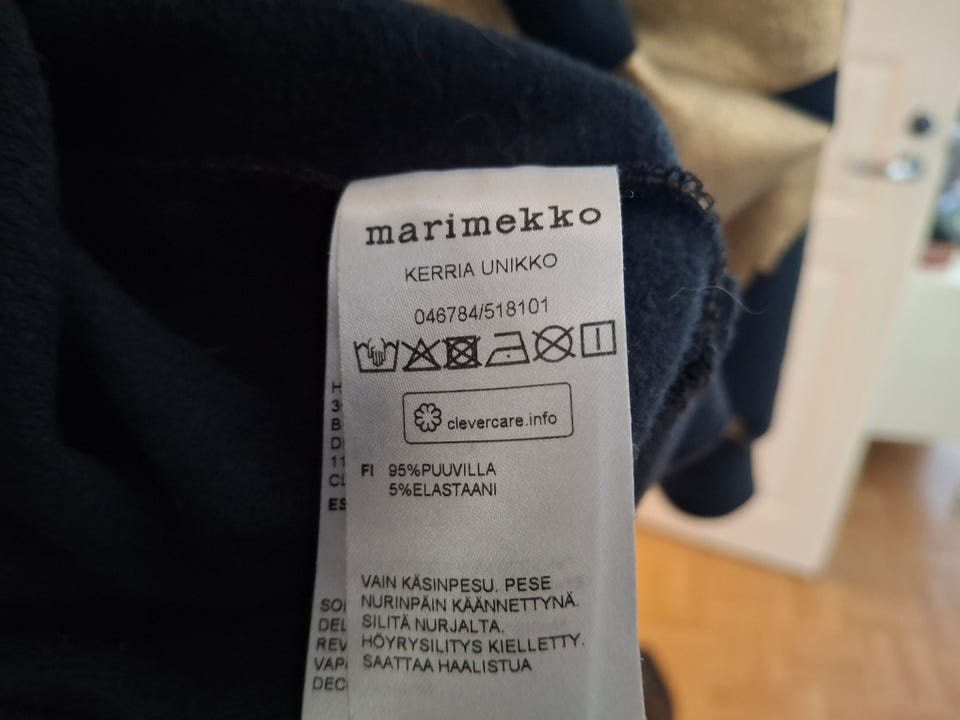 marimekko
KERRIA UNIKKO
046784/518101
clevercare.info
FI 95%PUUVILLA
5%ELASTAANI
VAIN KÄSINPESU. PESE
NURINPÄIN KÄÄNNETTYNÄ.
SILITÄ NURJALTA.
HÖYRYSILITYS KIELLETTY.
SAATTAA HAALISTUA
ES